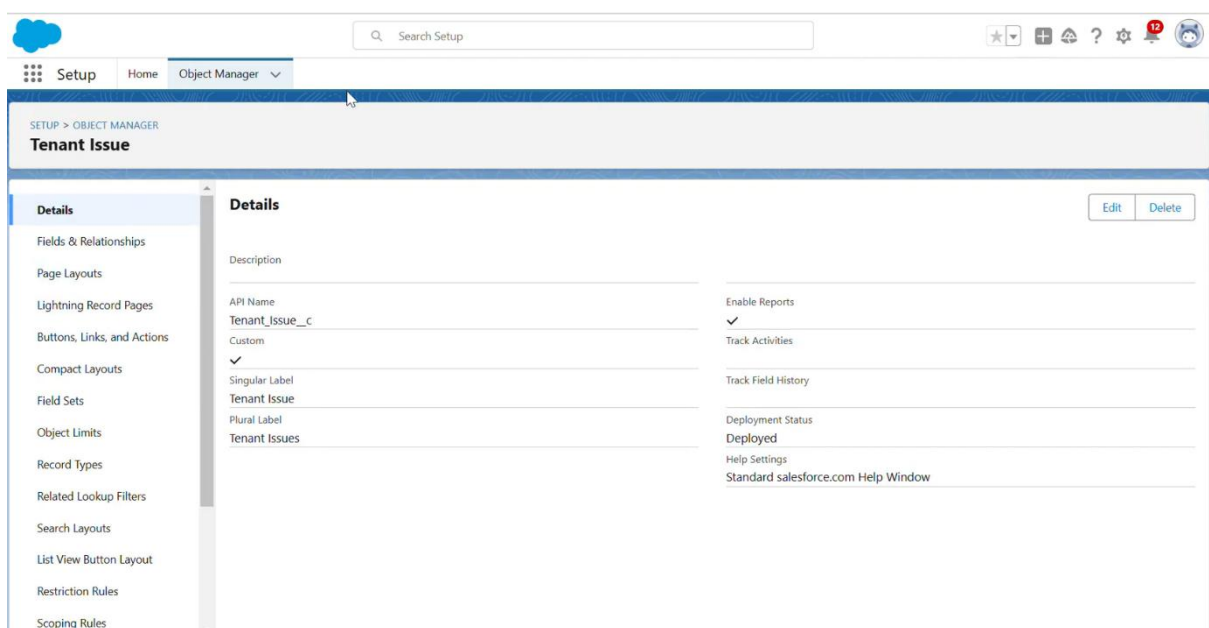 Search Setup
12
Setup
Home
Object Manager
SETUP > OBJECT MANAGER
Tenant Issue
Details
Fields & Relationships
Page Layouts
Lightning Record Pages
Buttons, Links, and Actions
Compact Layouts
Field Sets
Object Limits
Record Types
Related Lookup Filters
Search Layouts
List View Button Layout
Restriction Rules
Scoping Rules
Details
Edit
Delete
Description
API Name
Tenant_Issue__c
Custom
Singular Label
Tenant Issue
Plural Label
Tenant Issues
Enable Reports
Track Activities
Track Field History
Deployment Status
Deployed
Help Settings
Standard salesforce.com Help Window